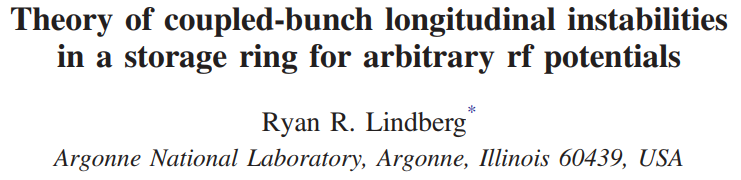 Theory of coupled-bunch longitudinal instabilities
in a storage ring for arbitrary rf potentials
Ryan R. Lindberg*
Argonne National Laboratory, Argonne, Illinois 60439, USA